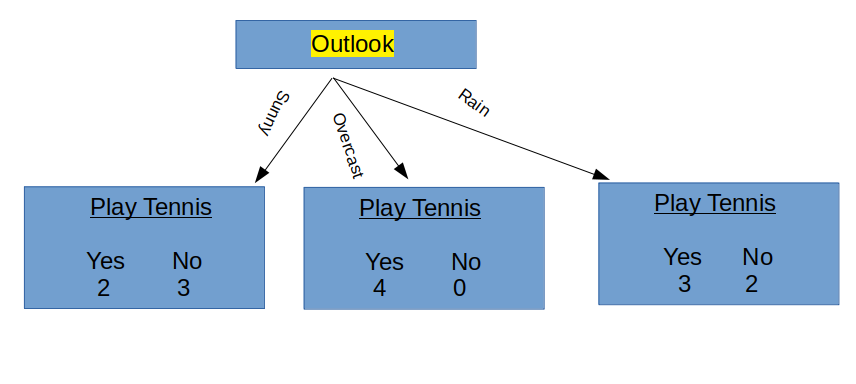 Outlook
Sunny
Overcast
Rain
Play Tennis
Yes No
2 3
Play Tennis
Yes No
4 0
Play Tennis
Yes No
3 2